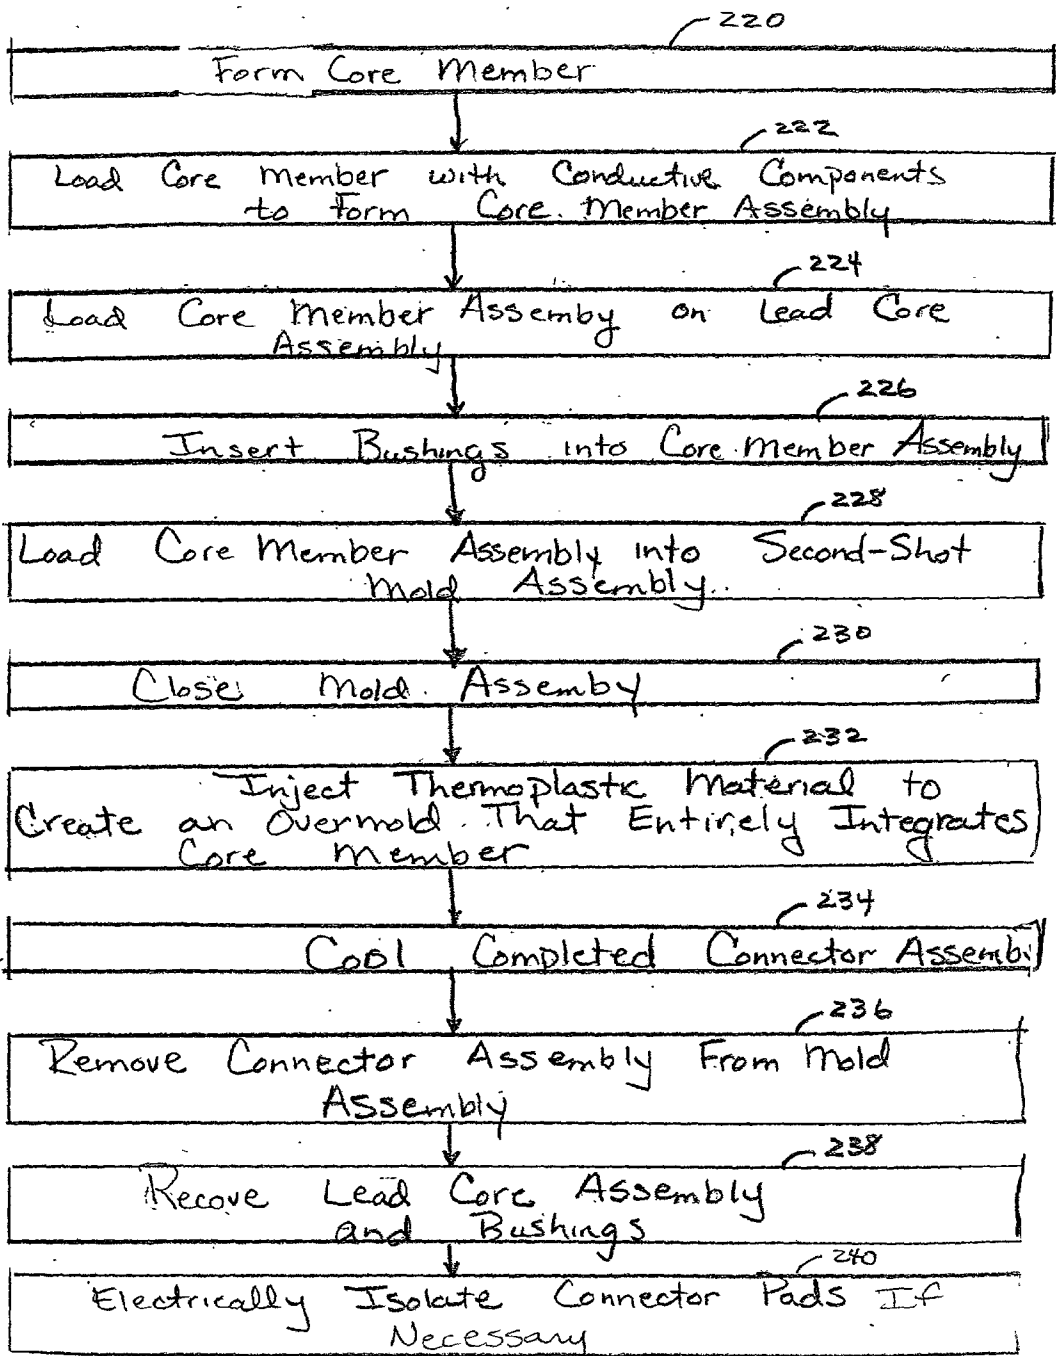 220
Form Core Member
222
Load Core Member with Conductive Components
to Form Core Member Assembly
224
Load Core Member Assemby on Lead Core
Assembly
226
Insert Bushings into Core Member Assembly
228
Load Core Member Assembly into Second-Shot
Mold Assembly
230
Close Mold Assemby
232
Inject Thermoplastic Material to
Create an Overmold That Entirely Integrates
Core Member
234
Cool Completed Connector Assembl
236
Remove Connector Assembly From Mold
Assembly
238
Recove Lead Core Assembly
and Bushings
240
Electrically Isolate Connector Pads If
Necessary